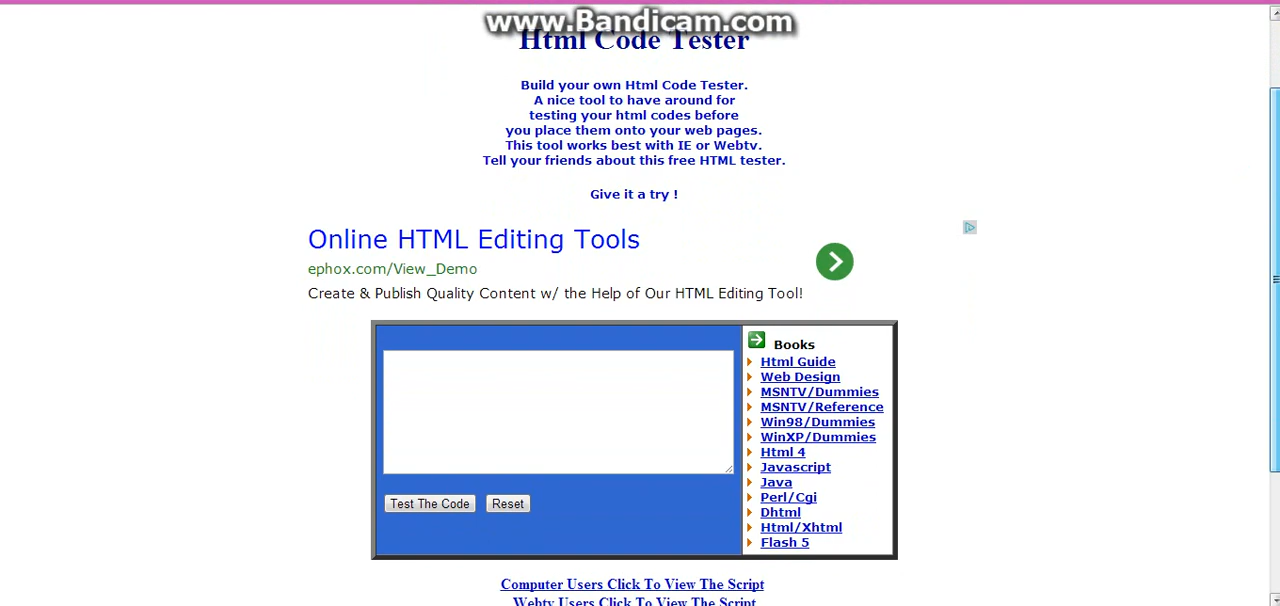 www.Bandicam.com
Html Code Tester
Build your own Html Code Tester.
A nice tool to have around for
testing your html codes before
you place them onto your web pages.
This tool works best with IE or Webtv.
Tell your friends about this free HTML tester.
Give it a try !
Online HTML Editing Tools
ephox.com/View_Demo
Create & Publish Quality Content w/ the Help of Our HTML Editing Tool!
Books
Html Guide
Web Design
MSNTV/Dummies
MSNTV/Reference
Win98/Dummies
WinXP/Dummies
Html 4
Javascript
Java
Perl/Cgi
Dhtml
Html/Xhtml
Flash 5
Test The Code Reset
Computer Users Click To View The Script
Webtv Users Click To View The Script